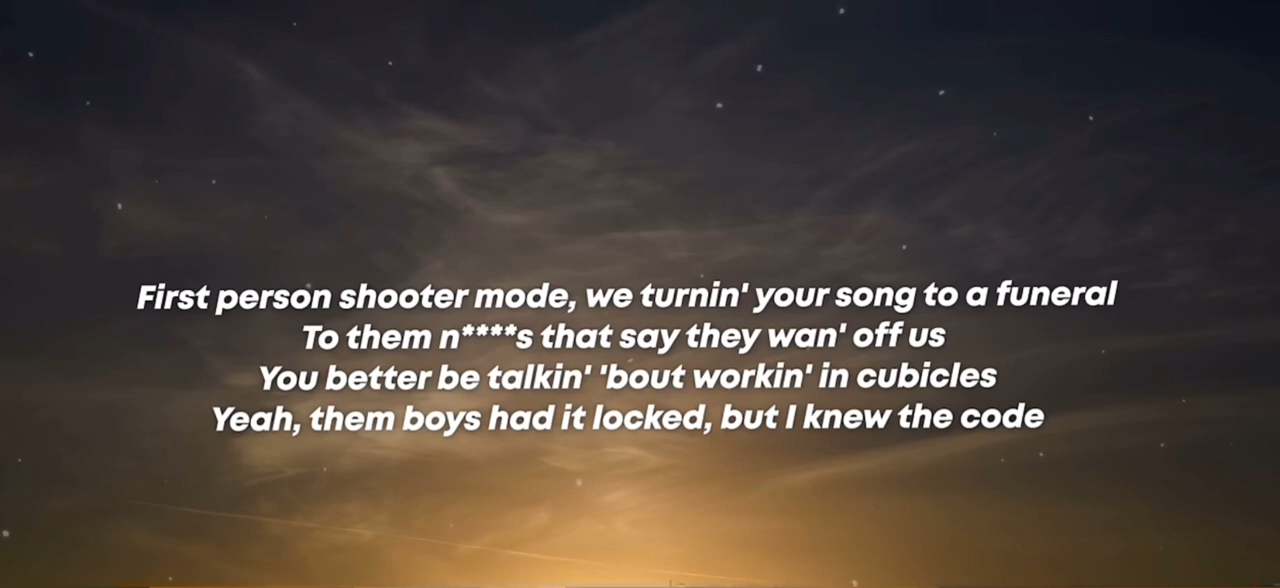 First person shooter mode, we turnin' your song to a funeral
To them n****s that say they wan' off us
You better be talkin' 'bout workin' in cubicles
Yeah, them boys had it locked, but I knew the code